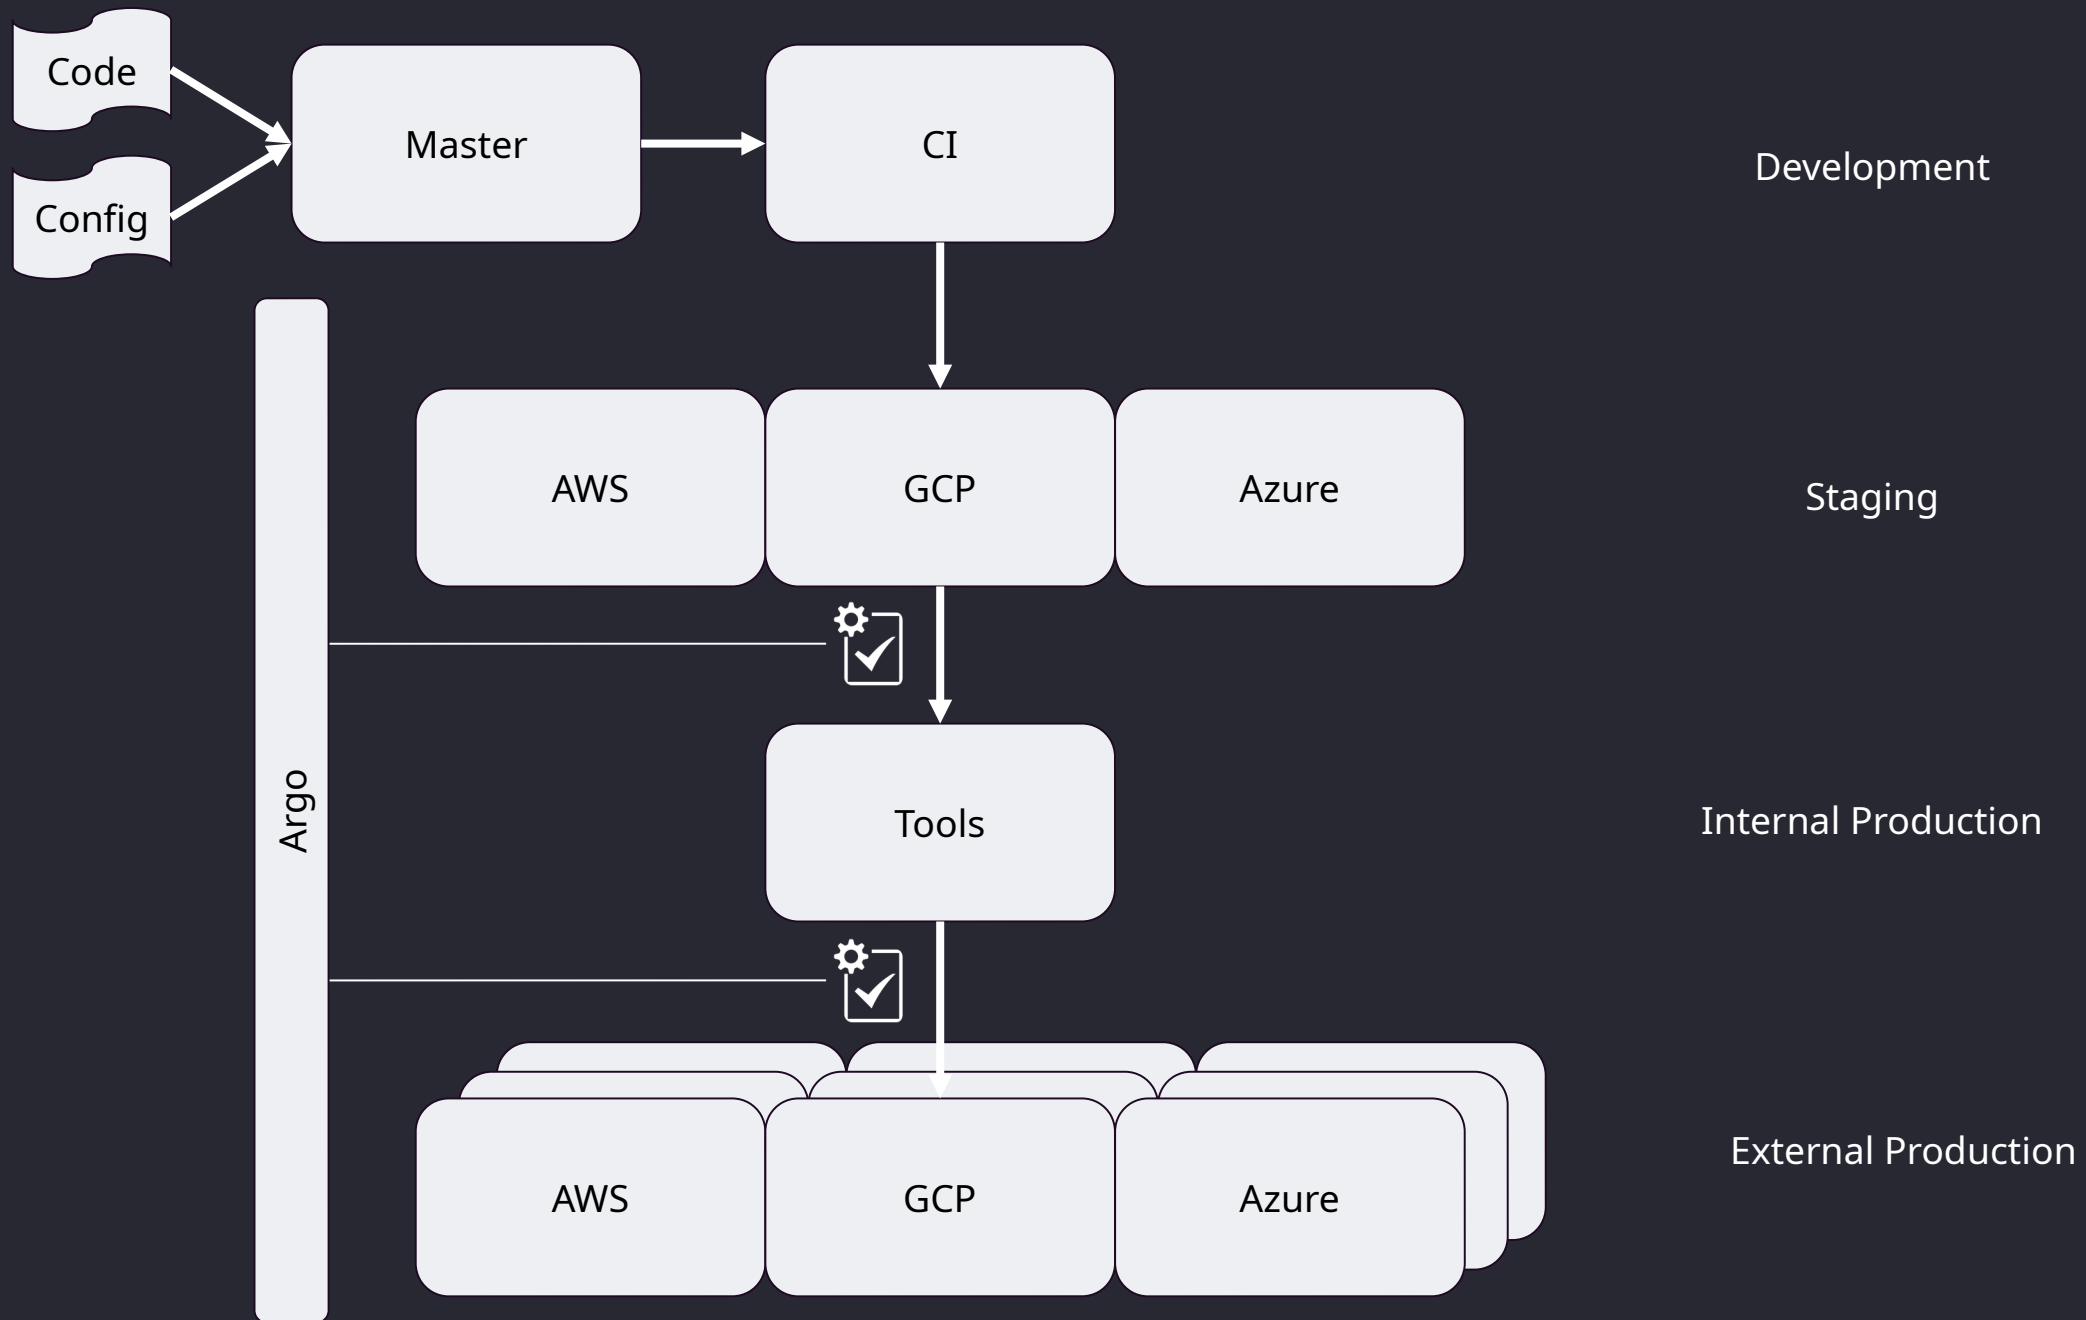 Code
Config
Master
CI
Development
AWS
GCP
Azure
Staging
Argo
Tools
Internal Production
AWS
GCP
Azure
External Production